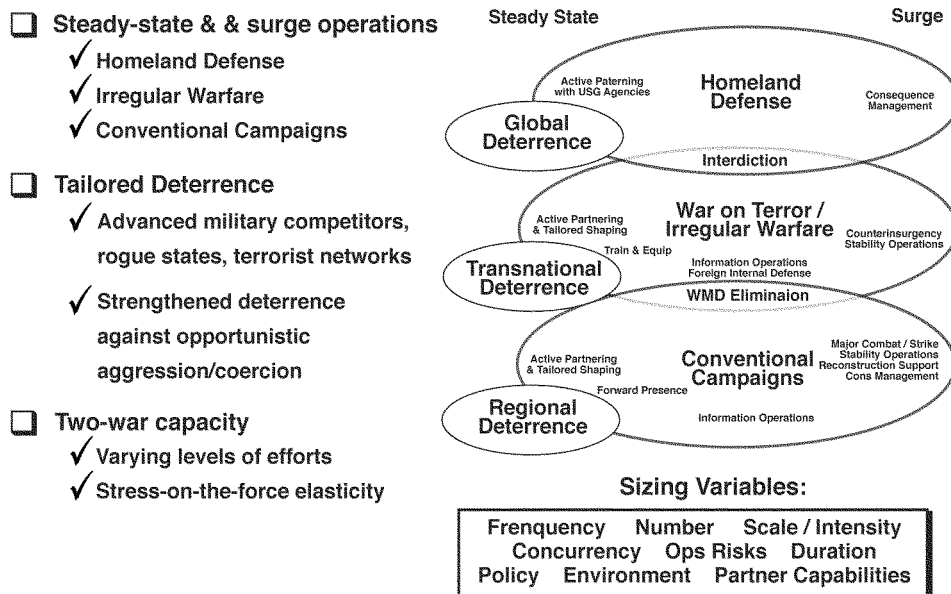 Steady-state & & surge operations
Homeland Defense
Irregular Warfare
Conventional Campaigns
Tailored Deterrence
Advanced military competitors,
rogue states, terrorist networks
Strengthened deterrence
against opportunistic
aggression/coercion
Two-war capacity
Varying levels of efforts
Stress-on-the-force elasticity
Steady State
Surge
Active Paterning
with USG Agencies
Homeland
Defense
Consequence
Management
Global
Deterrence
Interdiction
Active Partnering
& Tailored Shaping
War on Terror /
Irregular Warfare
Counterinsurgency
Stability Operations
Train & Equip
Information Operations
Foreign Internal Defense
Transnational
Deterrence
WMD Eliminaion
Active Partnering
& Tailored Shaping
Conventional
Campaigns
Major Combat / Strike
Stability Operations
Reconstruction Support
Cons Management
Forward Presence
Regional
Deterrence
Information Operations
Sizing Variables:
Frenquency Number Scale / Intensity
Concurrency Ops Risks Duration
Policy Environment Partner Capabilities